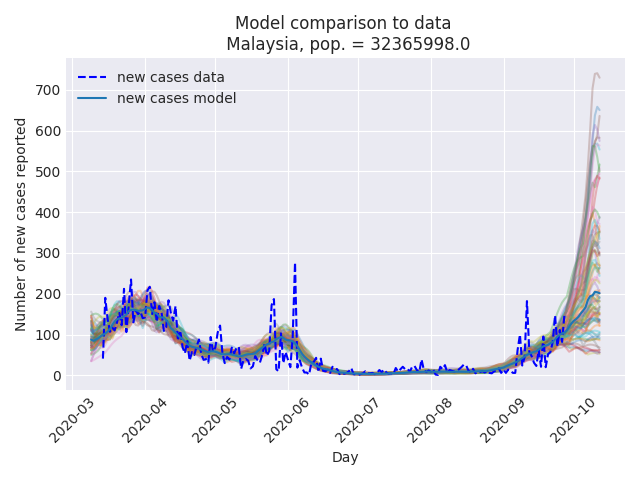 Model comparison to data
Malaysia, pop. = 32365998.0
new cases data
new cases model
Number of new cases reported
700
600
500
400
300
200
100
0
2020-03
2020-04
2020-05
2020-06
2020-07
2020-08
2020-09
2020-10
Day